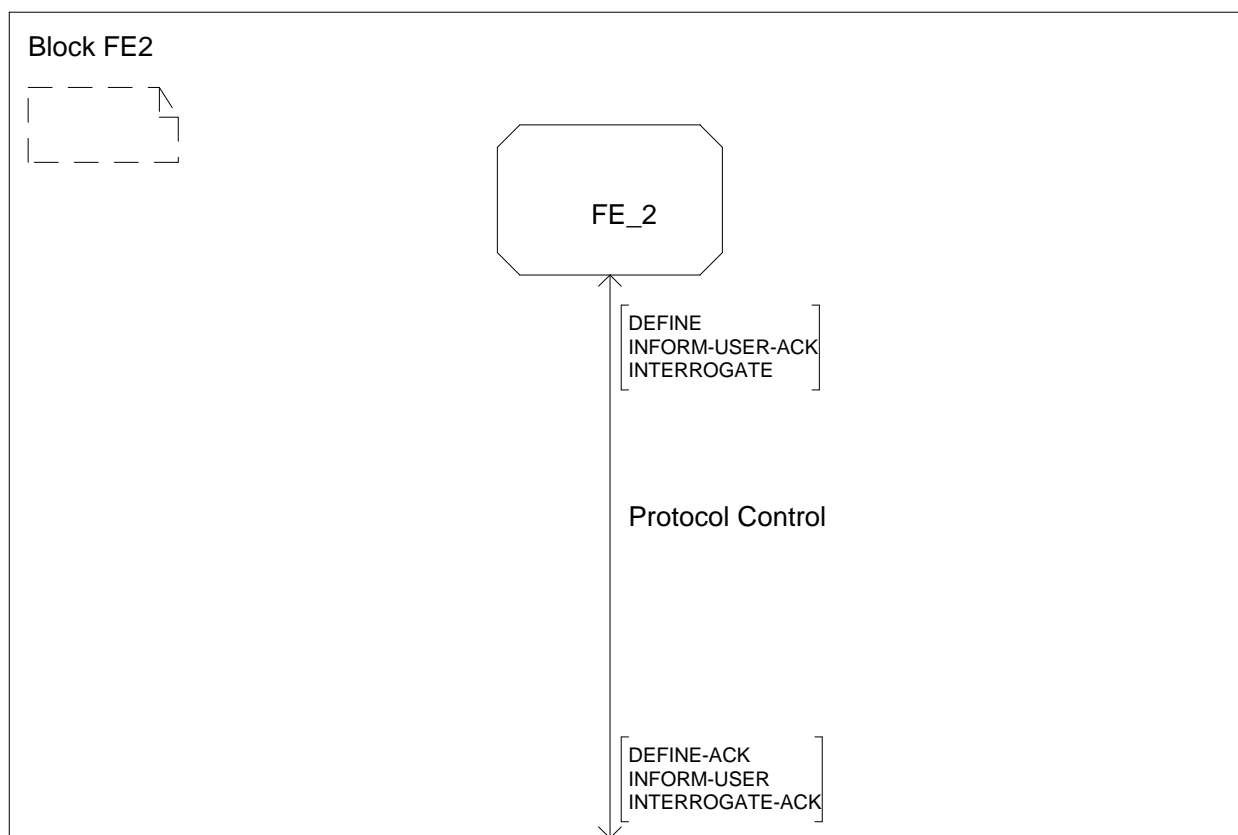 Block FE2
FE_2
DEFINE
INFORM-USER-ACK
INTERROGATE
Protocol Control
DEFINE-ACK
INFORM-USER
INTERROGATE-ACK